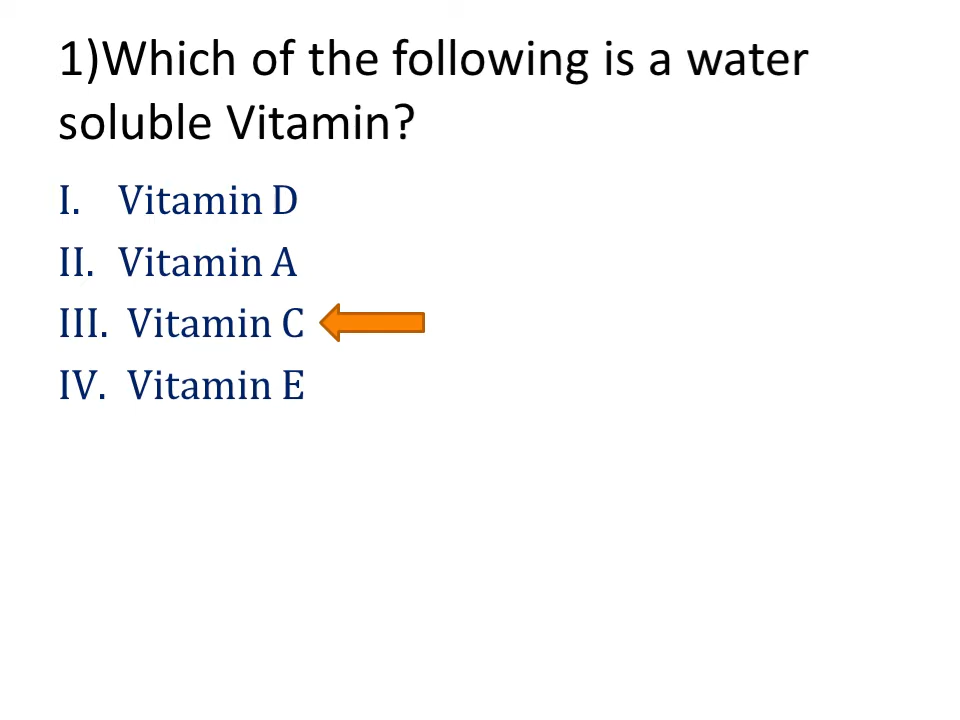 1)Which of the following is a water
soluble Vitamin?
I. Vitamin D
II. Vitamin A
III. Vitamin C
IV. Vitamin E